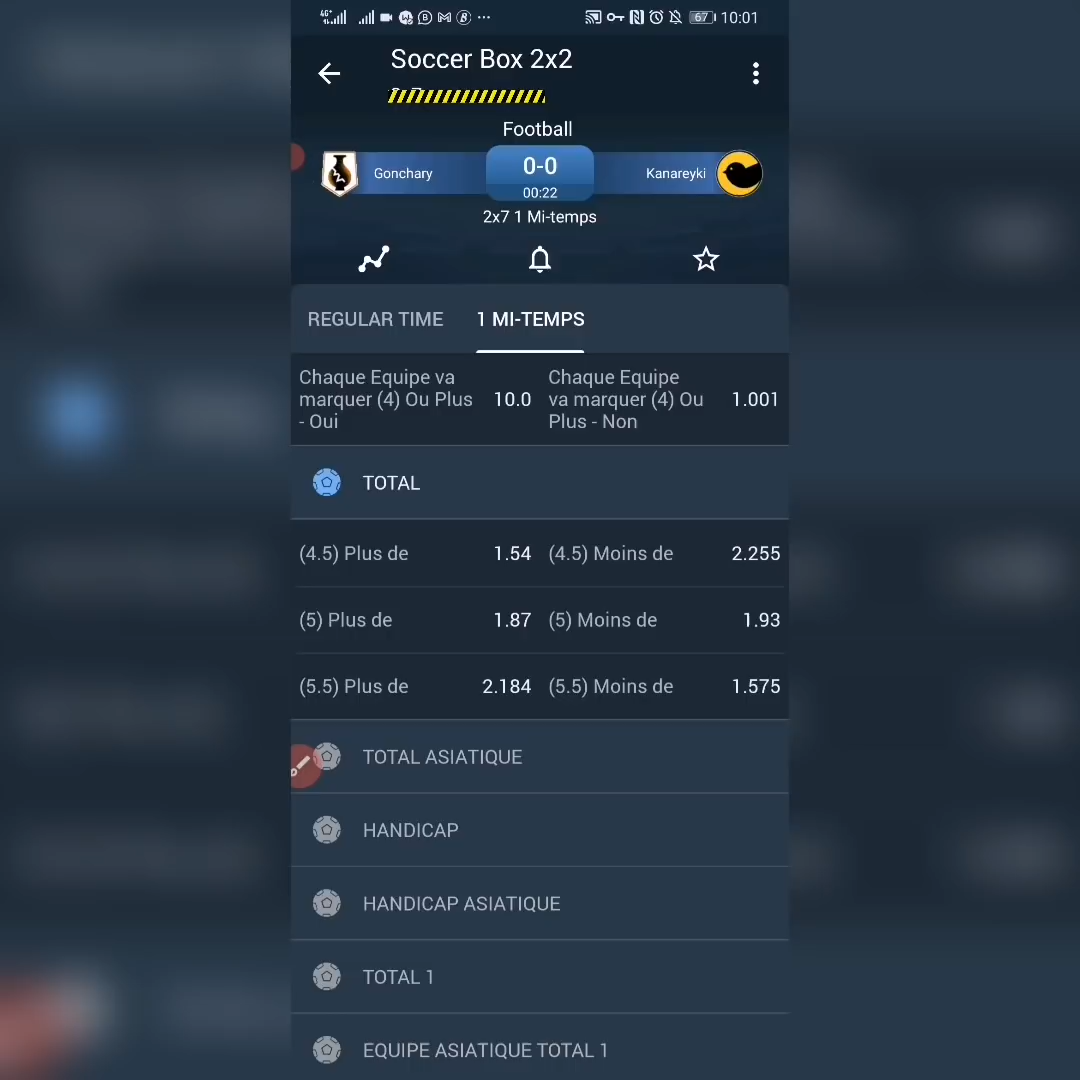 4G+ 67 10:01
Soccer Box 2x2
Football
Gonchary 0-0 Kanareyki
00:22
2x7 1 Mi-temps
REGULAR TIME 1 MI-TEMPS
Chaque Equipe va
marquer (4) Ou Plus
- Oui
10.0
Chaque Equipe
va marquer (4) Ou
Plus - Non
1.001
TOTAL
(4.5) Plus de 1.54 (4.5) Moins de 2.255
(5) Plus de 1.87 (5) Moins de 1.93
(5.5) Plus de 2.184 (5.5) Moins de 1.575
TOTAL ASIATIQUE
HANDICAP
HANDICAP ASIATIQUE
TOTAL 1
EQUIPE ASIATIQUE TOTAL 1